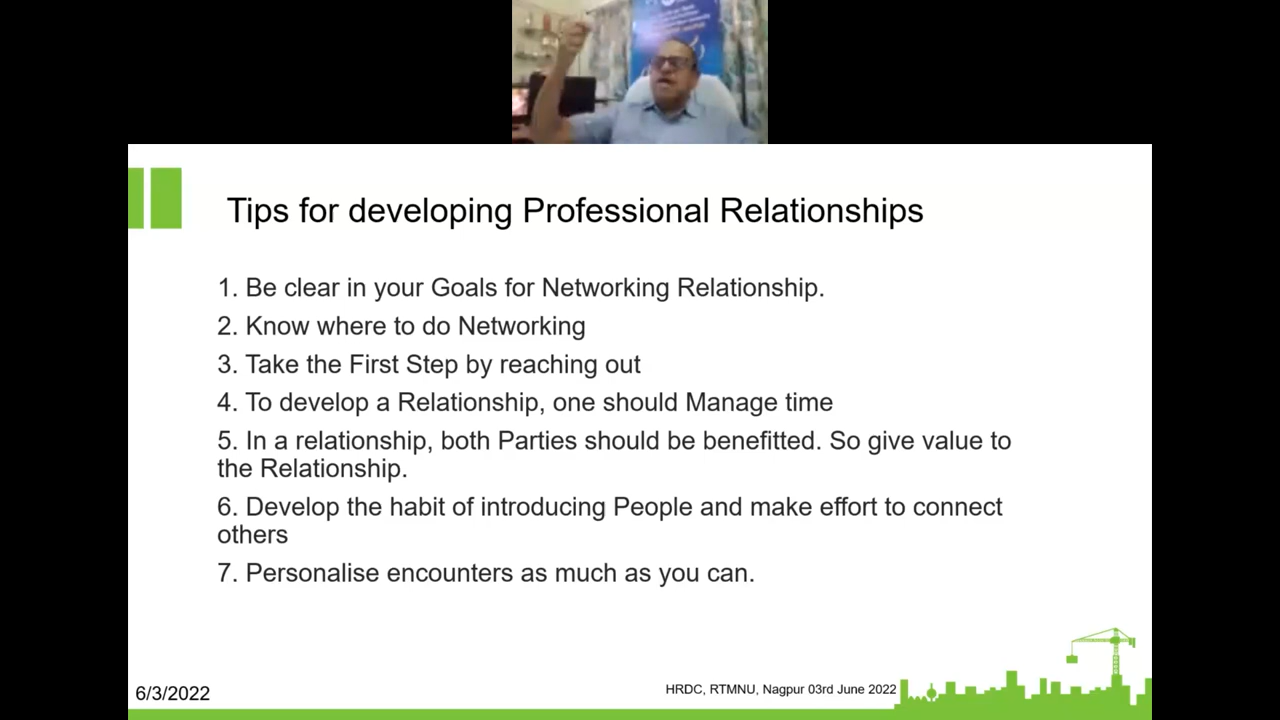 Tips for developing Professional Relationships
1. Be clear in your Goals for Networking Relationship.
2. Know where to do Networking
3. Take the First Step by reaching out
4. To develop a Relationship, one should Manage time
5. In a relationship, both Parties should be benefitted. So give value to
the Relationship.
6. Develop the habit of introducing People and make effort to connect
others
7. Personalise encounters as much as you can.
6/3/2022
HRDC, RTMNU, Nagpur 03rd June 2022